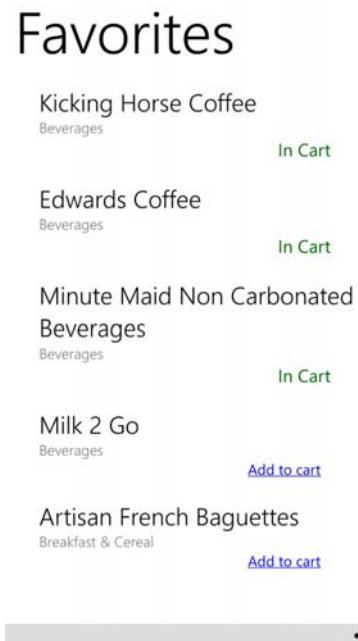 Favorites
Kicking Horse Coffee
Beverages
In Cart
Edwards Coffee
Beverages
In Cart
Minute Maid Non Carbonated
Beverages
Beverages
In Cart
Milk 2 Go
Beverages
Add to cart
Artisan French Baguettes
Breakfast & Cereal
Add to cart